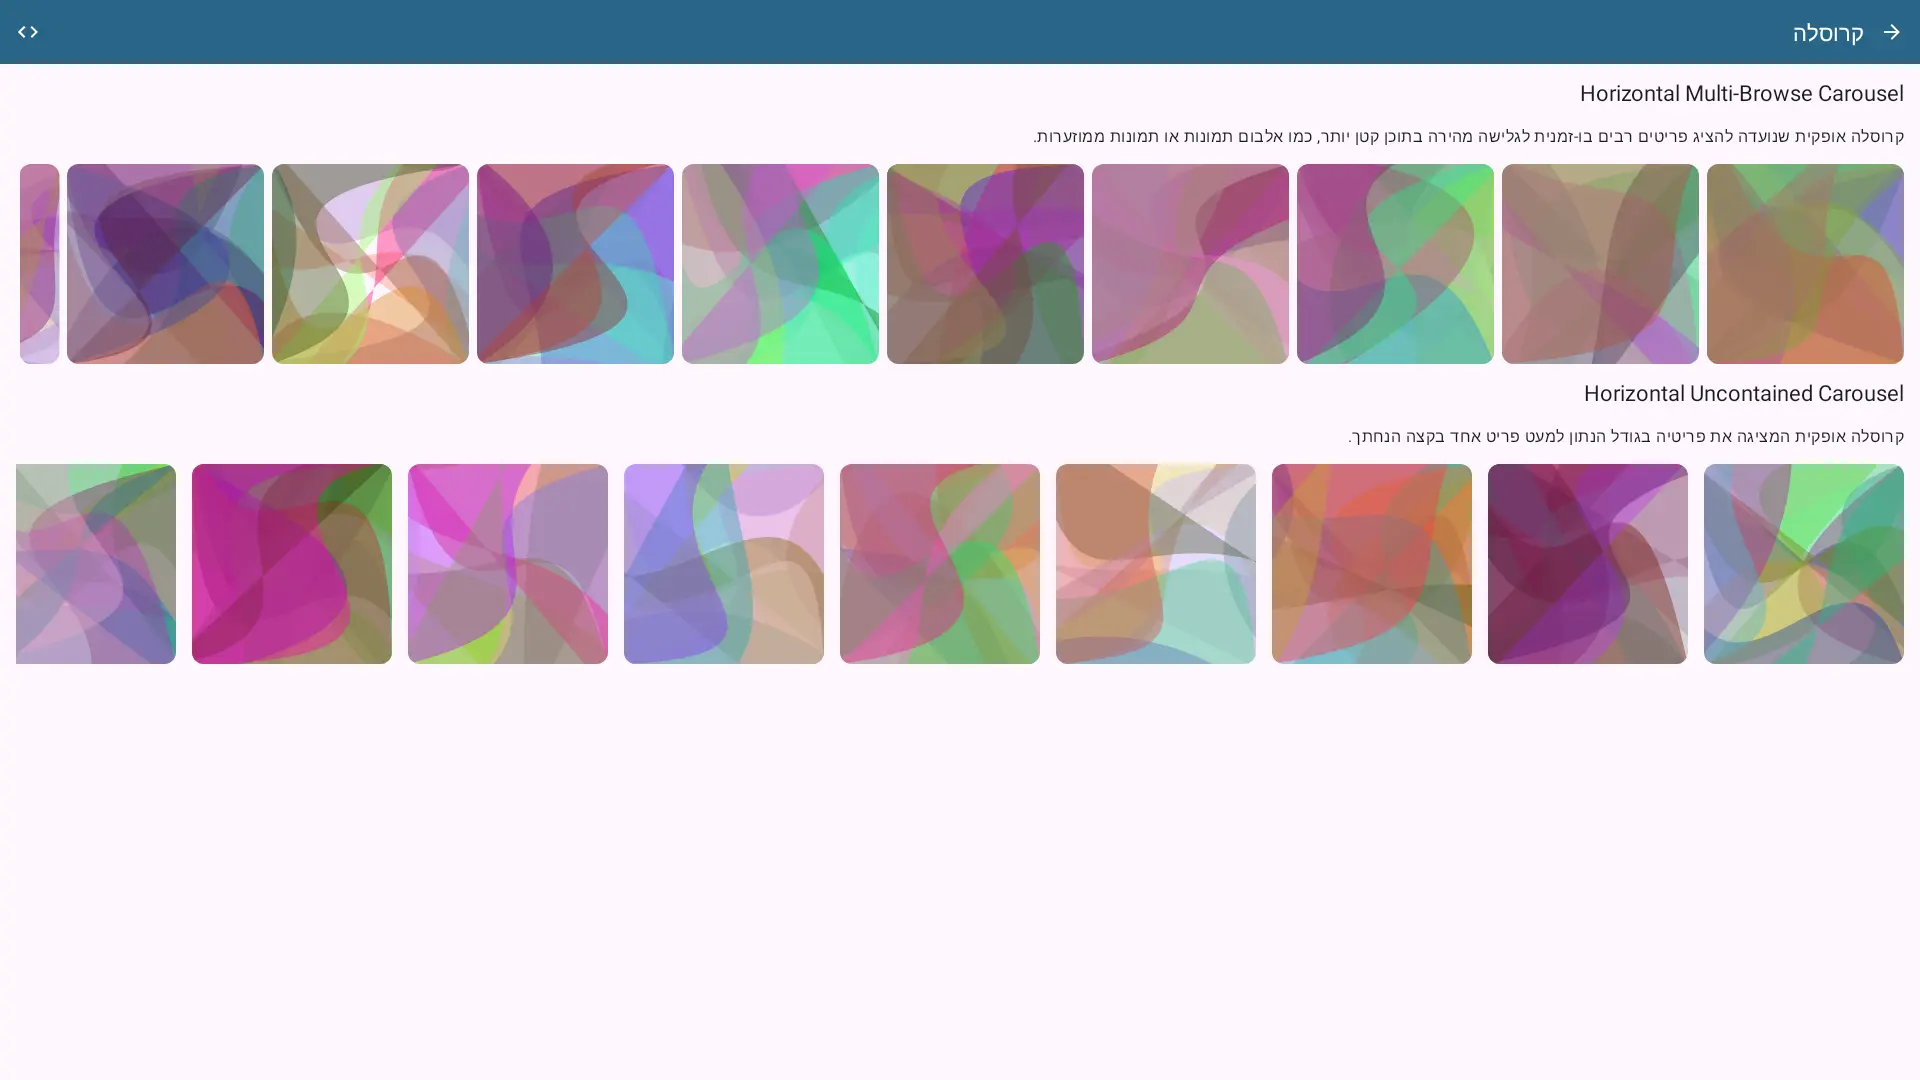 קרוסלה
Horizontal Multi-Browse Carousel
קרוסלה אופקית שנועדה להציג פריטים רבים בו-זמנית לגלישה מהירה בתוכן קטן יותר, כמו אלבום תמונות או תמונות ממוזערות.
Horizontal Uncontained Carousel
קרוסלה אופקית המציגה את פריטיה בגודל הנתון למעט פריט אחד בקצה הנחתך.